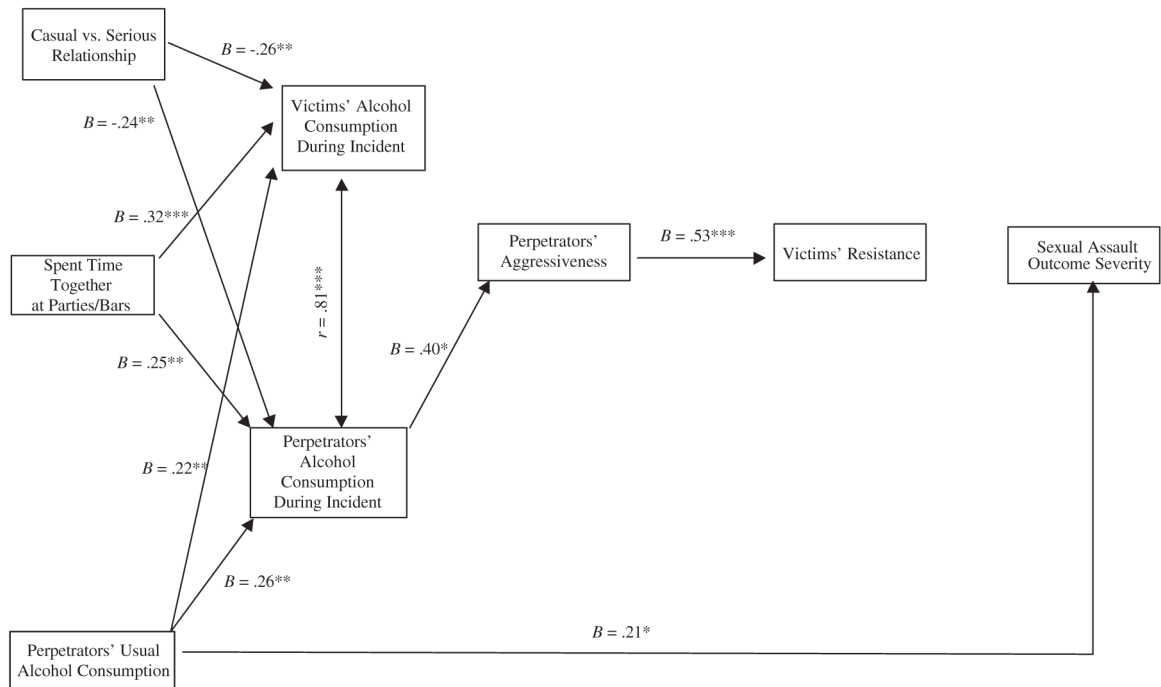 Casual vs. Serious
Relationship
B = -.26**
Victims’ Alcohol
Consumption
During Incident
B = -.24**
B = .32***
Spent Time
Together
at Parties/Bars
B = .25**
r = .81***
Perpetrators’
Aggressiveness
B = .53***
Victims’ Resistance
Sexual Assault
Outcome Severity
B = .40*
Perpetrators’
Alcohol
Consumption
During Incident
B = .22**
B = .26**
B = .21*
Perpetrators’ Usual
Alcohol Consumption